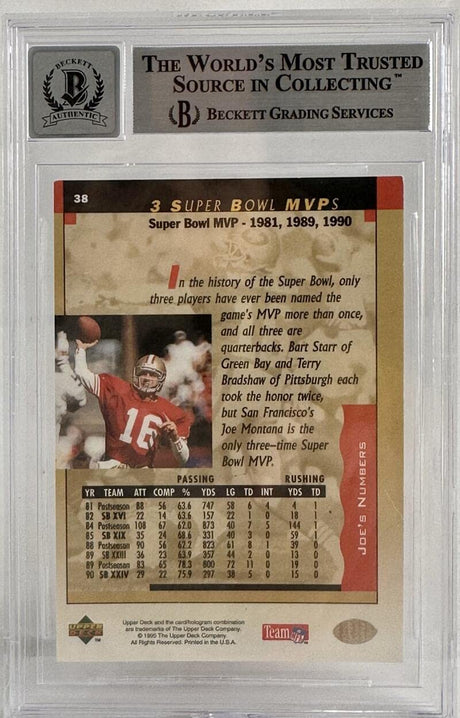 BECKETT
B
AUTHENTIC
THE WORLD'S MOST TRUSTED
SOURCE IN COLLECTING™
B BECKETT GRADING SERVICES
38
3 SUPER BOWL MVPS
Super Bowl MVP - 1981, 1989, 1990
In the history of the Super Bowl, only
three players have ever been named the
game's MVP more than once,
and all three are
quarterbacks. Bart Starr of
Green Bay and Terry
Bradshaw of Pittsburgh each
took the honor twice,
but San Francisco's
Joe Montana is the
only three-time Super
Bowl MVP.
16
JOE'S NUMBERS
PASSING RUSHING
YR TEAM ATT COMP % YDS LG TD INT YDS TD
81 Postseason 88 56 63.6 747 58 6 4 4 1
82 SB XVI 22 14 63.6 157 22 1 0 18 1
84 Postseason 108 67 62.0 873 40 7 5 144 1
85 SB XIX 35 24 68.6 331 40 3 0 59 1
88 Postseason 90 56 62.2 823 61 8 1 39 0
89 SB XXIII 36 23 63.9 357 44 2 0 13 0
89 Postseason 83 65 78.3 800 72 11 0 19 0
90 SB XXIV 29 22 75.9 297 38 5 0 15 0
UPPER DECK ™
Upper Deck and the card/hologram combination
are trademarks of The Upper Deck Company.
© 1995 The Upper Deck Company.
All Rights Reserved. Printed in the U.S.A.
Team NFL